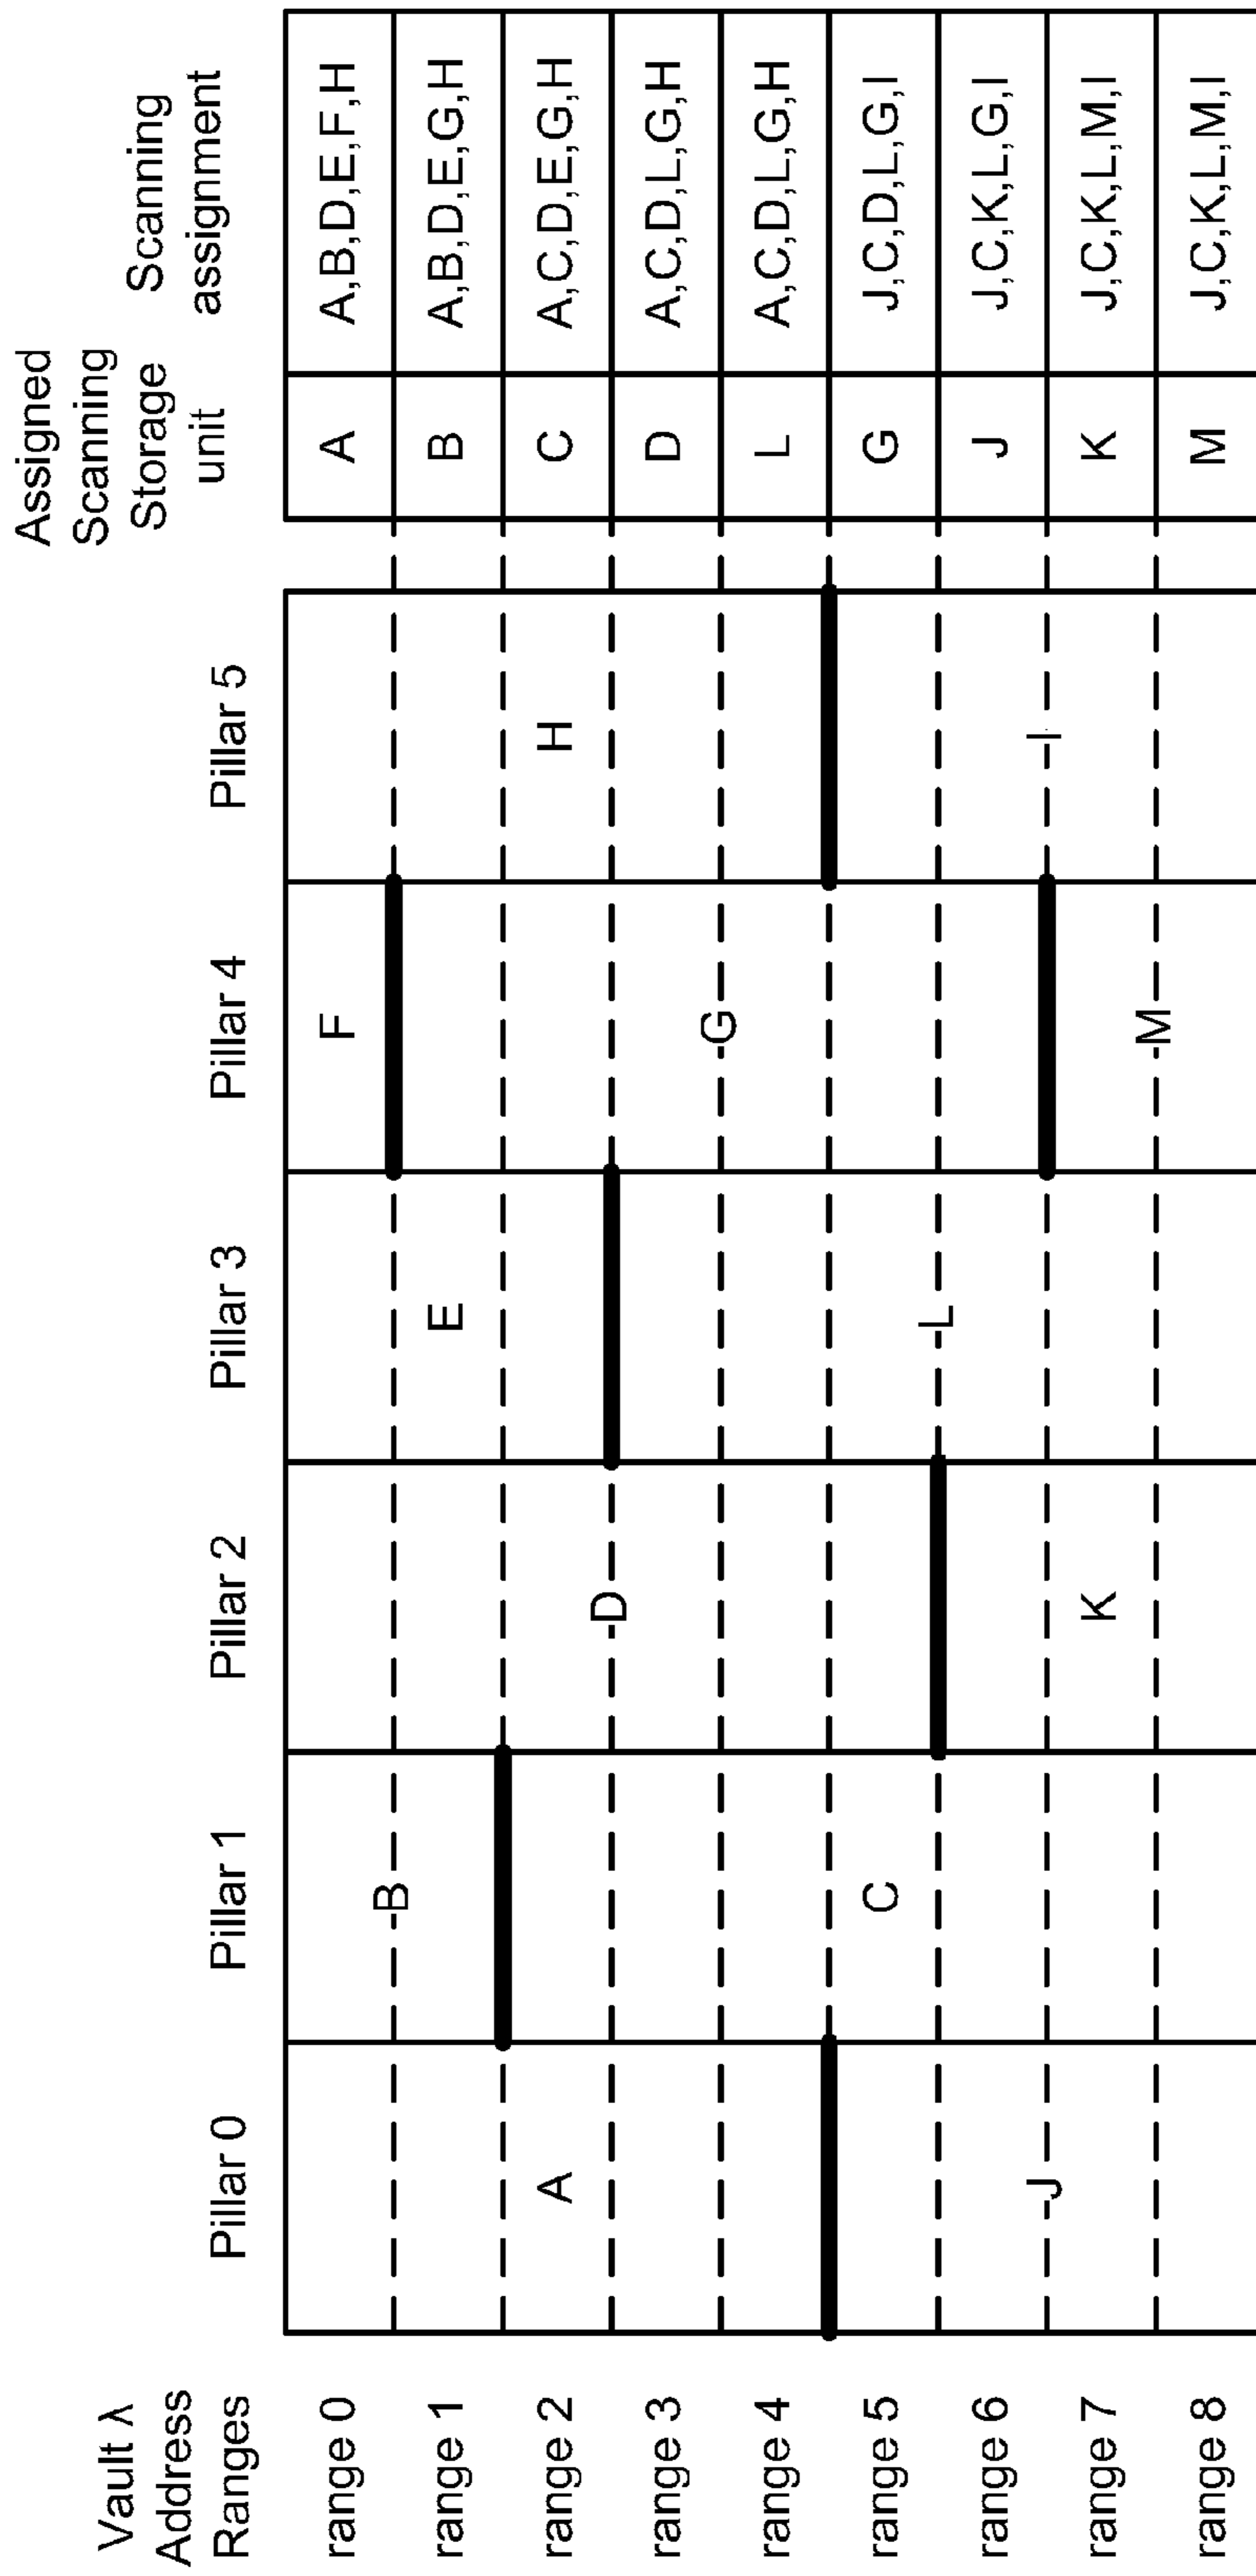 Vault λ
Address
Ranges
Pillar 0
Pillar 1
Pillar 2
Pillar 3
Pillar 4
Pillar 5
Assigned
Scanning
Storage
unit
Scanning
assignment
range 0
F
A
A,B,D,E,F,H
B
range 1
E
B
A,B,D,E,G,H
range 2
A
H
C
A,C,D,E,G,H
D
range 3
D
A,C,D,L,G,H
G
range 4
L
A,C,D,L,G,H
range 5
C
G
J,C,D,L,G,I
L
range 6
J
J,C,K,L,G,I
J
I
range 7
K
K
J,C,K,L,M,I
M
range 8
M
J,C,K,L,M,I